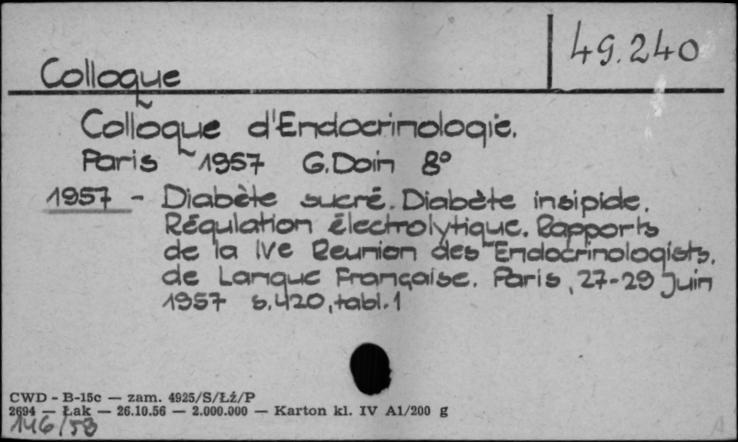 49.240
Colloque
Colloque d'Endocrinologie.
Paris 1957 G.Doin 8°
1957 - Diabète sucré. Diabète insipide.
Régulation électrolytique. Rapports
de la IVe Reunion des Endocrinologists.
de Langue Française. Paris, 27-29 Juin
1957 s.420, tabl.1
CWD - B-15c — zam. 4925/S/Łź/P
2694 — Łak — 26.10.56 — 2.000.000 — Karton kl. IV A1/200 g
146/58
A